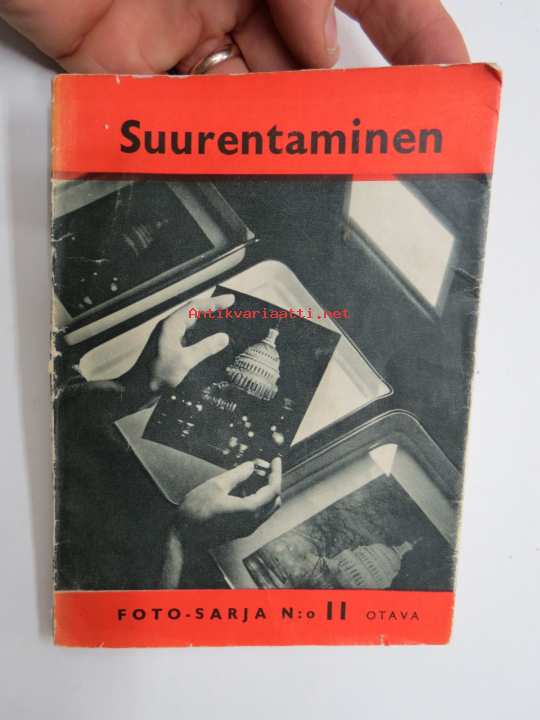 Suurentaminen
Antikvariaatti.net
FOTO-SARJA N:o 11 OTAVA